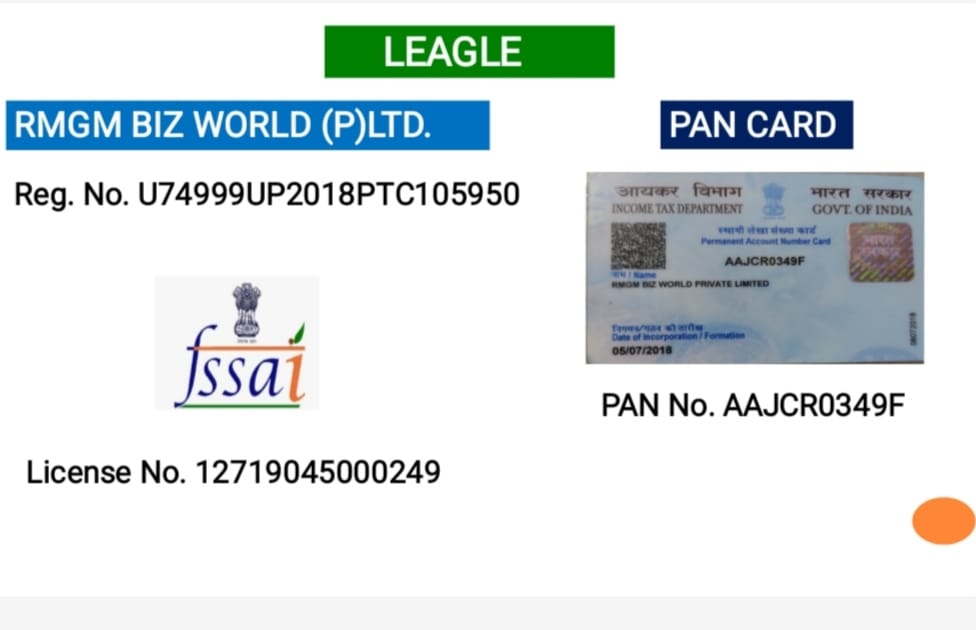 LEAGLE
RMGM BIZ WORLD (P)LTD.
Reg. No. U74999UP2018PTC105950
fssai
License No. 12719045000249
PAN CARD
आयकर विभाग
INCOME TAX DEPARTMENT
भारत सरकार
GOVT. OF INDIA
स्थायी लेखा संख्या कार्ड
Permanent Account Number Card
AAJCR0349F
नाम / Name
RMGM BIZ WORLD PRIVATE LIMITED
निगमन/गठन की तारीख
Date of Incorporation / Formation
05/07/2018
08072018
PAN No. AAJCR0349F